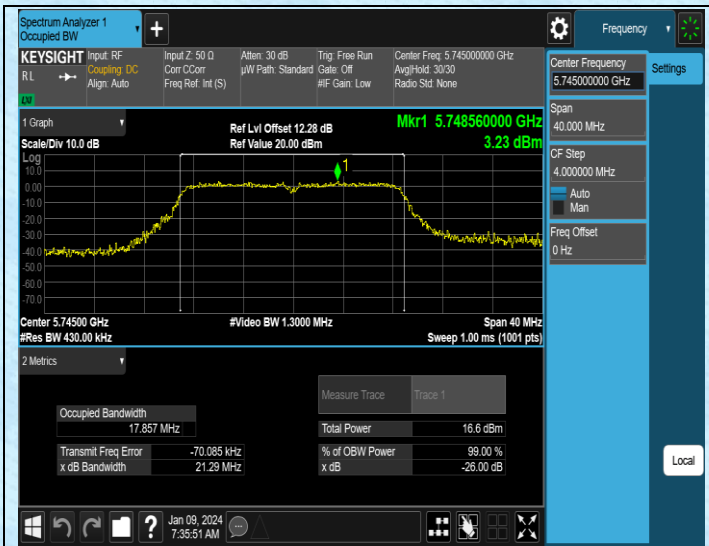 Spectrum Analyzer 1
Occupied BW
+
Frequency
KEYSIGHT
R L
LXI
Input: RF
Coupling: DC
Align: Auto
Input Z: 50 Ω
Corr CCorr
Freq Ref: Int (S)
Atten: 30 dB
µW Path: Standard
Trig: Free Run
Gate: Off
#IF Gain: Low
Center Freq: 5.745000000 GHz
Avg|Hold: 30/30
Radio Std: None
Center Frequency
5.745000000 GHz
Settings
Span
40.000 MHz
CF Step
4.000000 MHz
Auto
Man
Freq Offset
0 Hz
Local
1 Graph
Scale/Div 10.0 dB
Ref Lvl Offset 12.28 dB
Ref Value 20.00 dBm
Mkr1 5.748560000 GHz
3.23 dBm
Log
10.0
0.00
-10.0
-20.0
-30.0
-40.0
-50.0
-60.0
-70.0
1
Center 5.74500 GHz
#Res BW 430.00 kHz
#Video BW 1.3000 MHz
Span 40 MHz
Sweep 1.00 ms (1001 pts)
2 Metrics
Measure Trace Trace 1
Occupied Bandwidth
17.857 MHz
Total Power 16.6 dBm
Transmit Freq Error -70.085 kHz
% of OBW Power 99.00 %
x dB Bandwidth 21.29 MHz
x dB -26.00 dB
?
Jan 09, 2024
7:35:51 AM